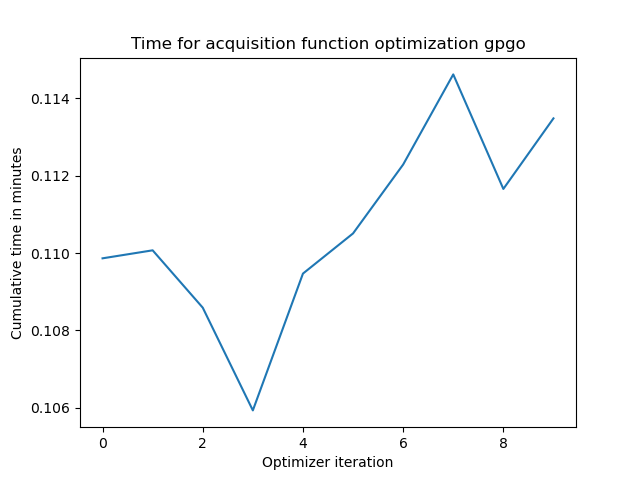 Time for acquisition function optimization gpgo
0.114
0.112
0.110
0.108
0.106
Cumulative time in minutes
0 2 4 6 8
Optimizer iteration